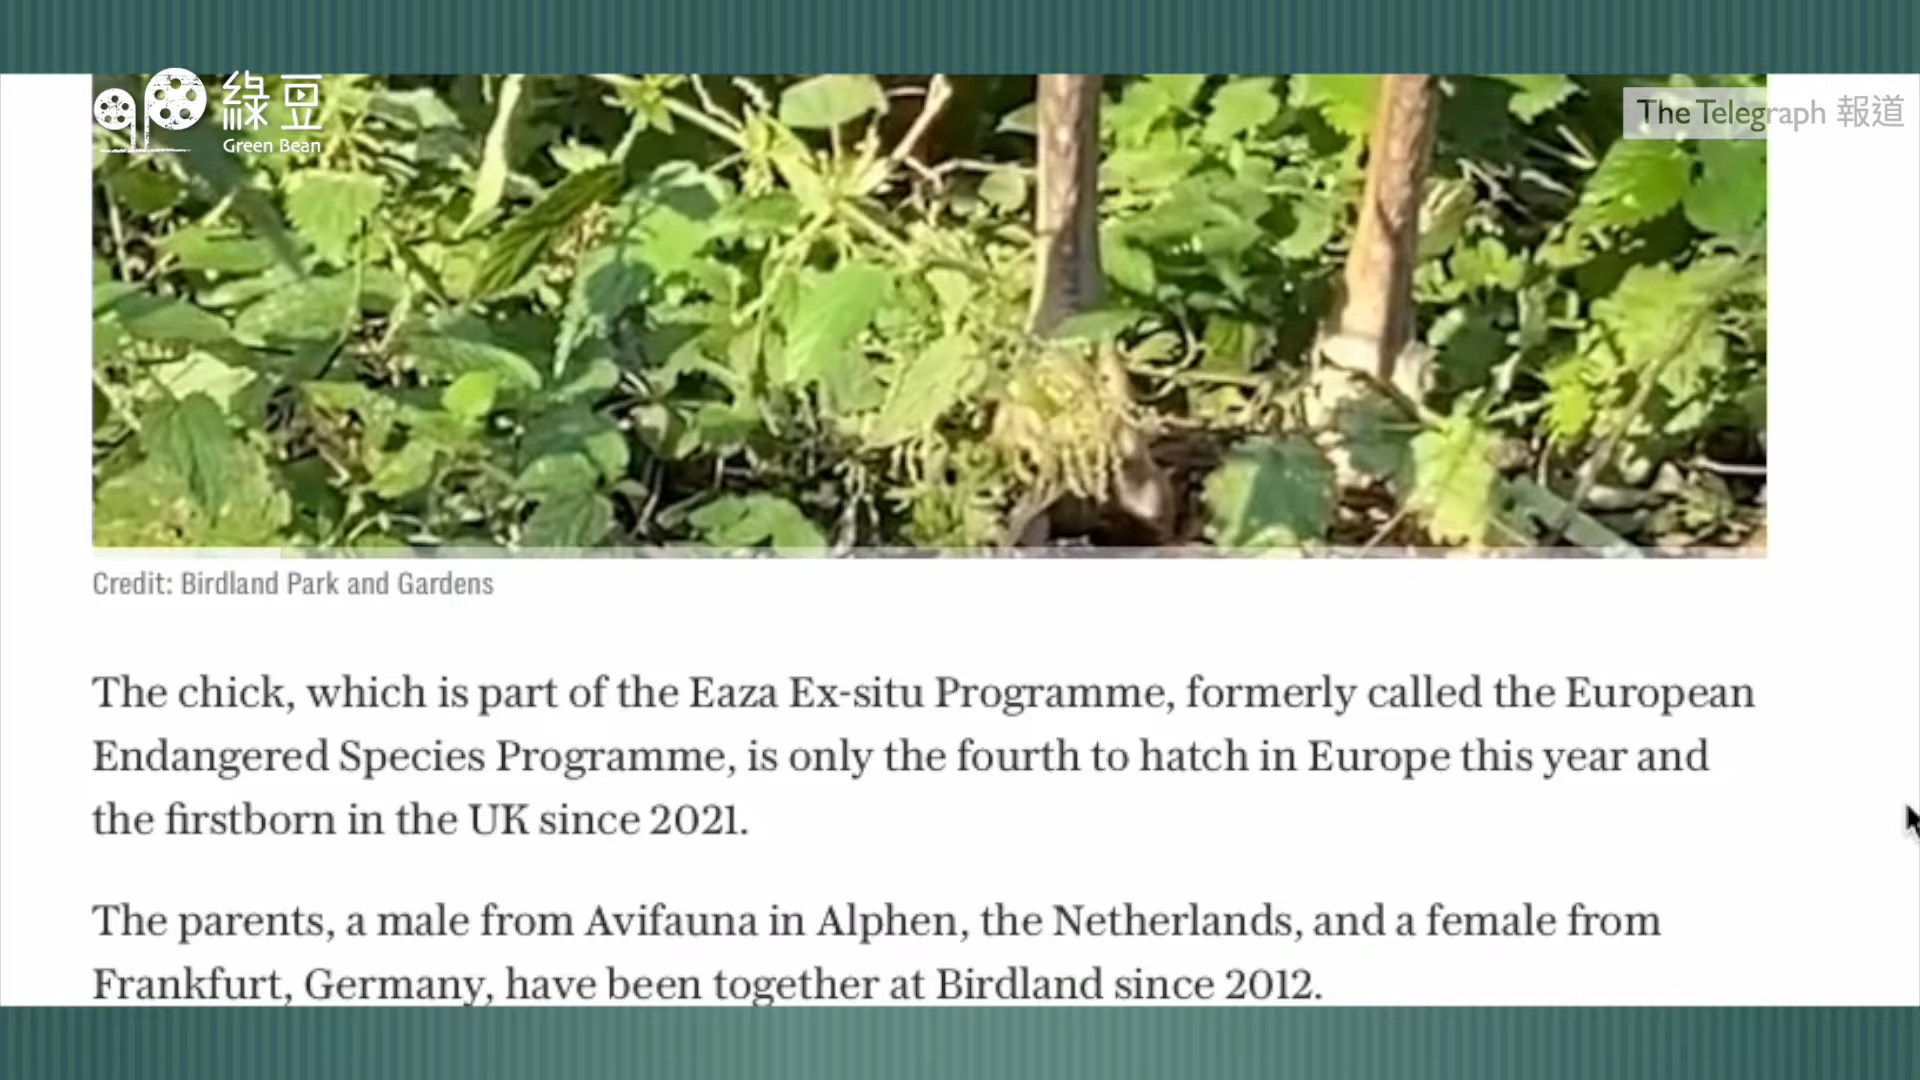 綠豆
Green Bean
The Telegraph 報道
Credit: Birdland Park and Gardens
The chick, which is part of the Eaza Ex-situ Programme, formerly called the European
Endangered Species Programme, is only the fourth to hatch in Europe this year and
the firstborn in the UK since 2021.
The parents, a male from Avifauna in Alphen, the Netherlands, and a female from
Frankfurt, Germany, have been together at Birdland since 2012.